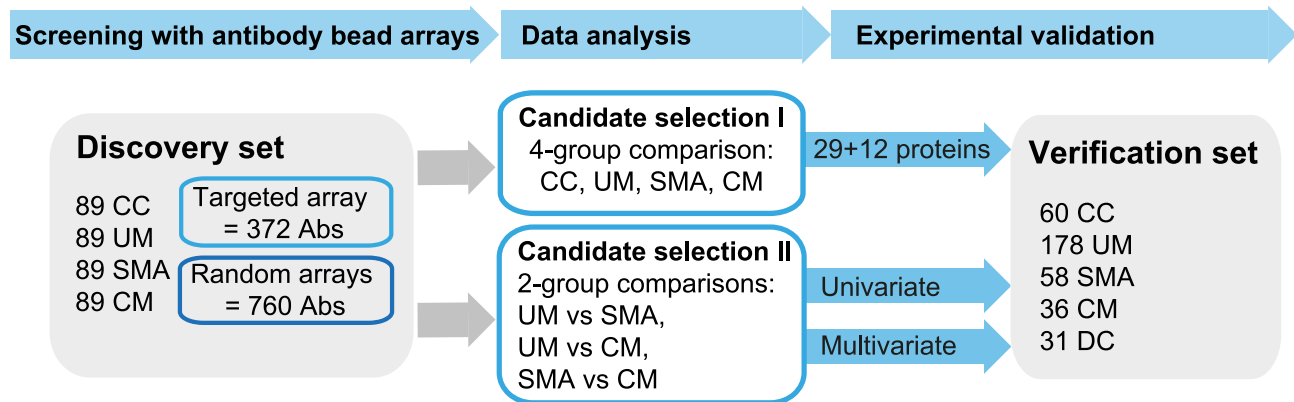 Screening with antibody bead arrays
Data analysis
Experimental validation
Discovery set
89 CC
89 UM
89 SMA
89 CM
Targeted array
= 372 Abs
Random arrays
= 760 Abs
Candidate selection I
4-group comparison:
CC, UM, SMA, CM
Candidate selection II
2-group comparisons:
UM vs SMA,
UM vs CM,
SMA vs CM
29+12 proteins
Univariate
Multivariate
Verification set
60 CC
178 UM
58 SMA
36 CM
31 DC